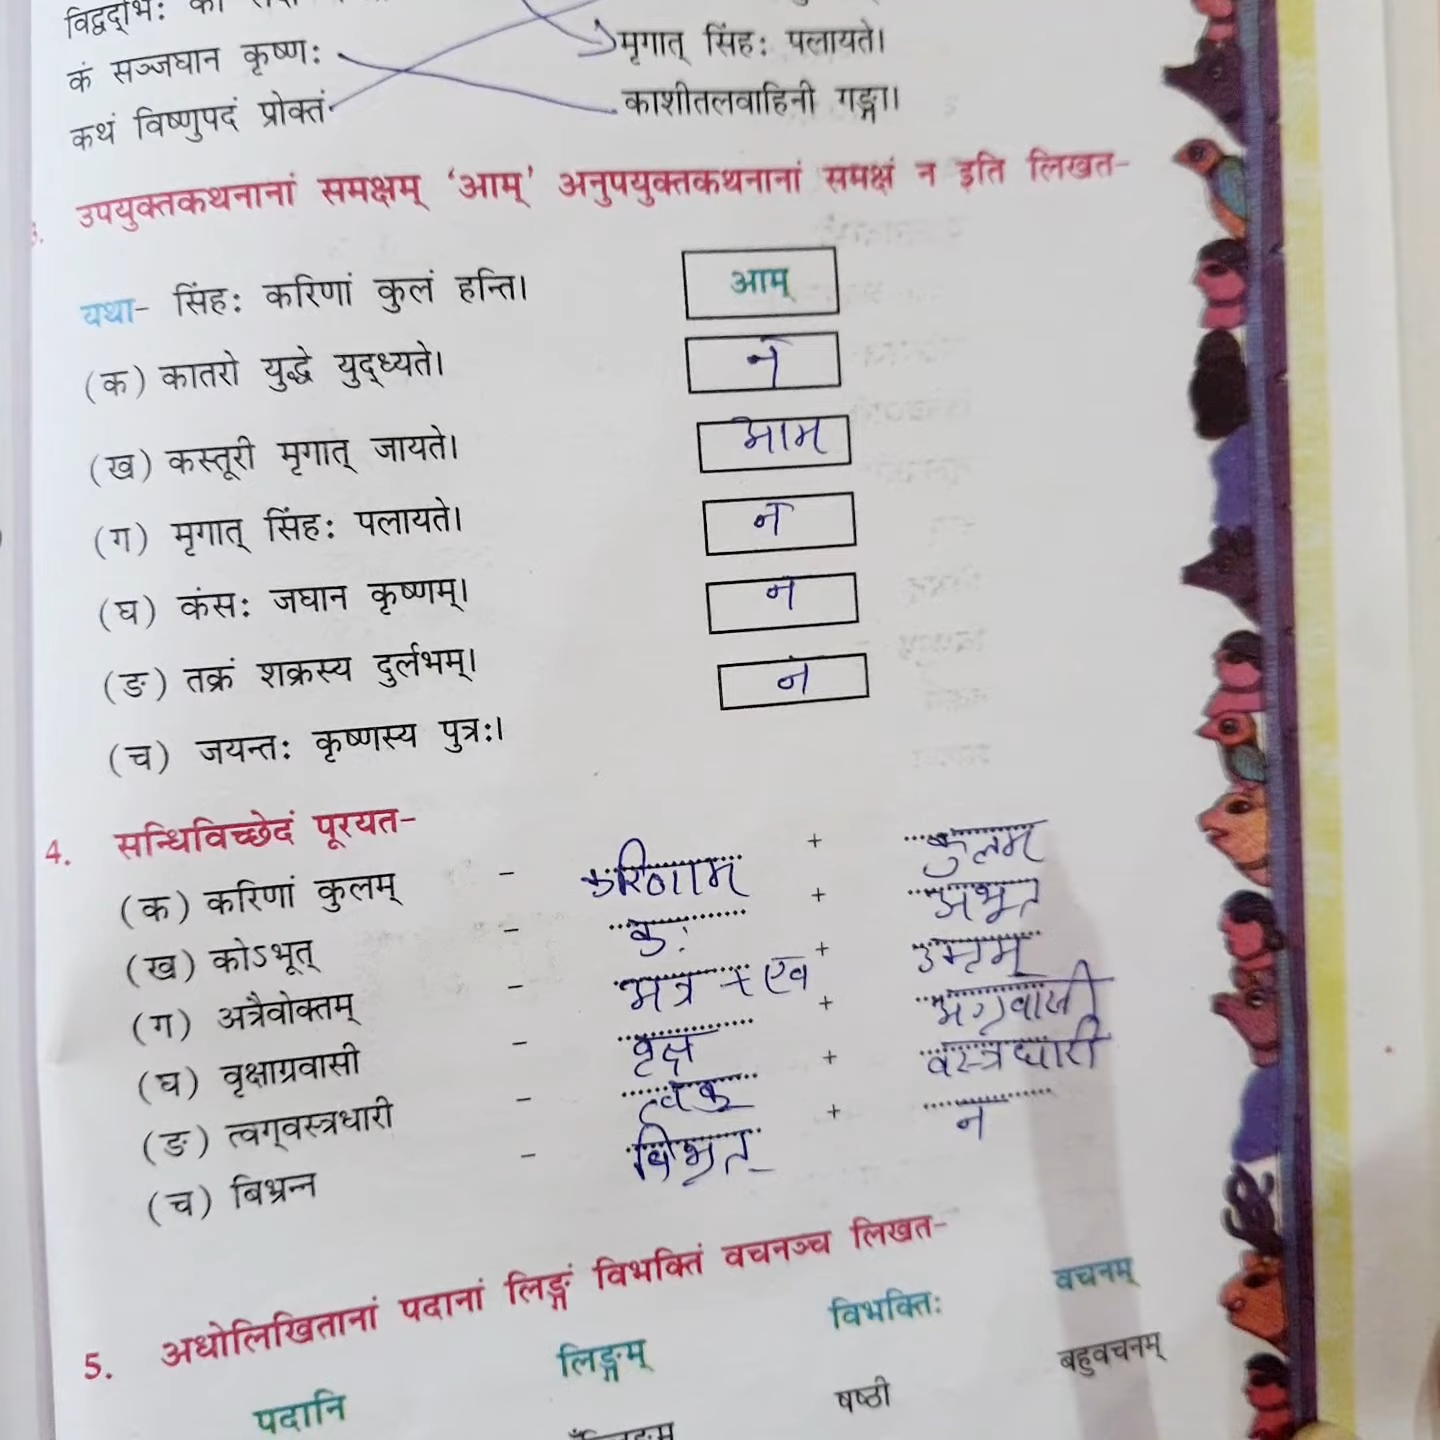 विद्वद्भिः का
कं सञ्जघान कृष्णः मृगात् सिंहः पलायते।
कथं विष्णुपदं प्रोक्तं काशीतलवाहिनी गङ्गा।
3. उपयुक्तकथनानां समक्षम् ‘आम्’ अनुपयुक्तकथनानां समक्षं न इति लिखत–
यथा– सिंहः करिणां कुलं हन्ति। आम्
(क) कातरो युद्धे युद्ध्यते। न
(ख) कस्तूरी मृगात् जायते। आम
(ग) मृगात् सिंहः पलायते। न
(घ) कंसः जघान कृष्णम्। न
(ङ) तक्रं शक्रस्य दुर्लभम्। न
(च) जयन्तः कृष्णस्य पुत्रः।
4. सन्धिविच्छेदं पूरयत–
(क) करिणां कुलम् – करिणाम + कुलम
(ख) कोऽभूत् – कः + अभूत
(ग) अत्रैवोक्तम् – अत्र + एव + उक्तम्
(घ) वृक्षाग्रवासी – वृक्ष + अग्रवासी
(ङ) त्वग्वस्त्रधारी – त्वक् + वस्त्रधारी
(च) बिभ्रन्न – बिभ्रत् + न
5. अधोलिखितानां पदानां लिङ्गं विभक्तिं वचनञ्च लिखत–
पदानि लिङ्गम् विभक्तिः वचनम्
षष्ठी बहुवचनम्